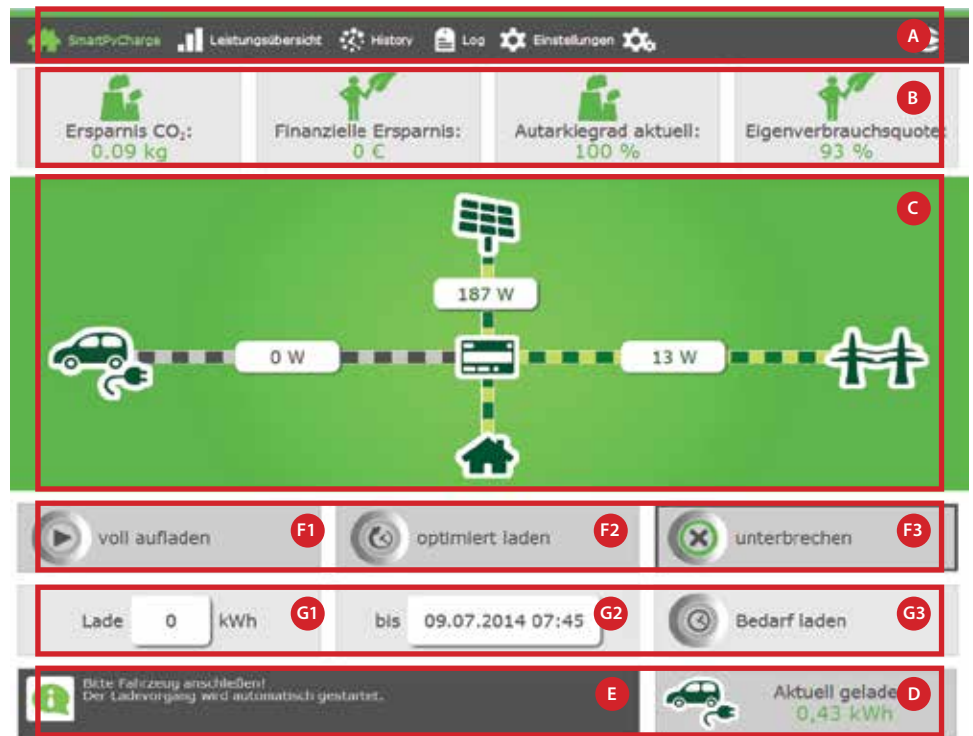 SmartPvCharge Leistungsübersicht History Log Einstellungen A
B
Ersparnis CO₂: Finanzielle Ersparnis: Autarkiegrad aktuell: Eigenverbrauchsquote:
0.09 kg 0 € 100 % 93 %
C
187 W
0 W 13 W
voll aufladen F1 optimiert laden F2 unterbrechen F3
Lade 0 kWh G1 bis 09.07.2014 07:45 G2 Bedarf laden G3
Bitte Fahrzeug anschließen!
Der Ladevorgang wird automatisch gestartet.
E
Aktuell gelade D
0,43 kWh